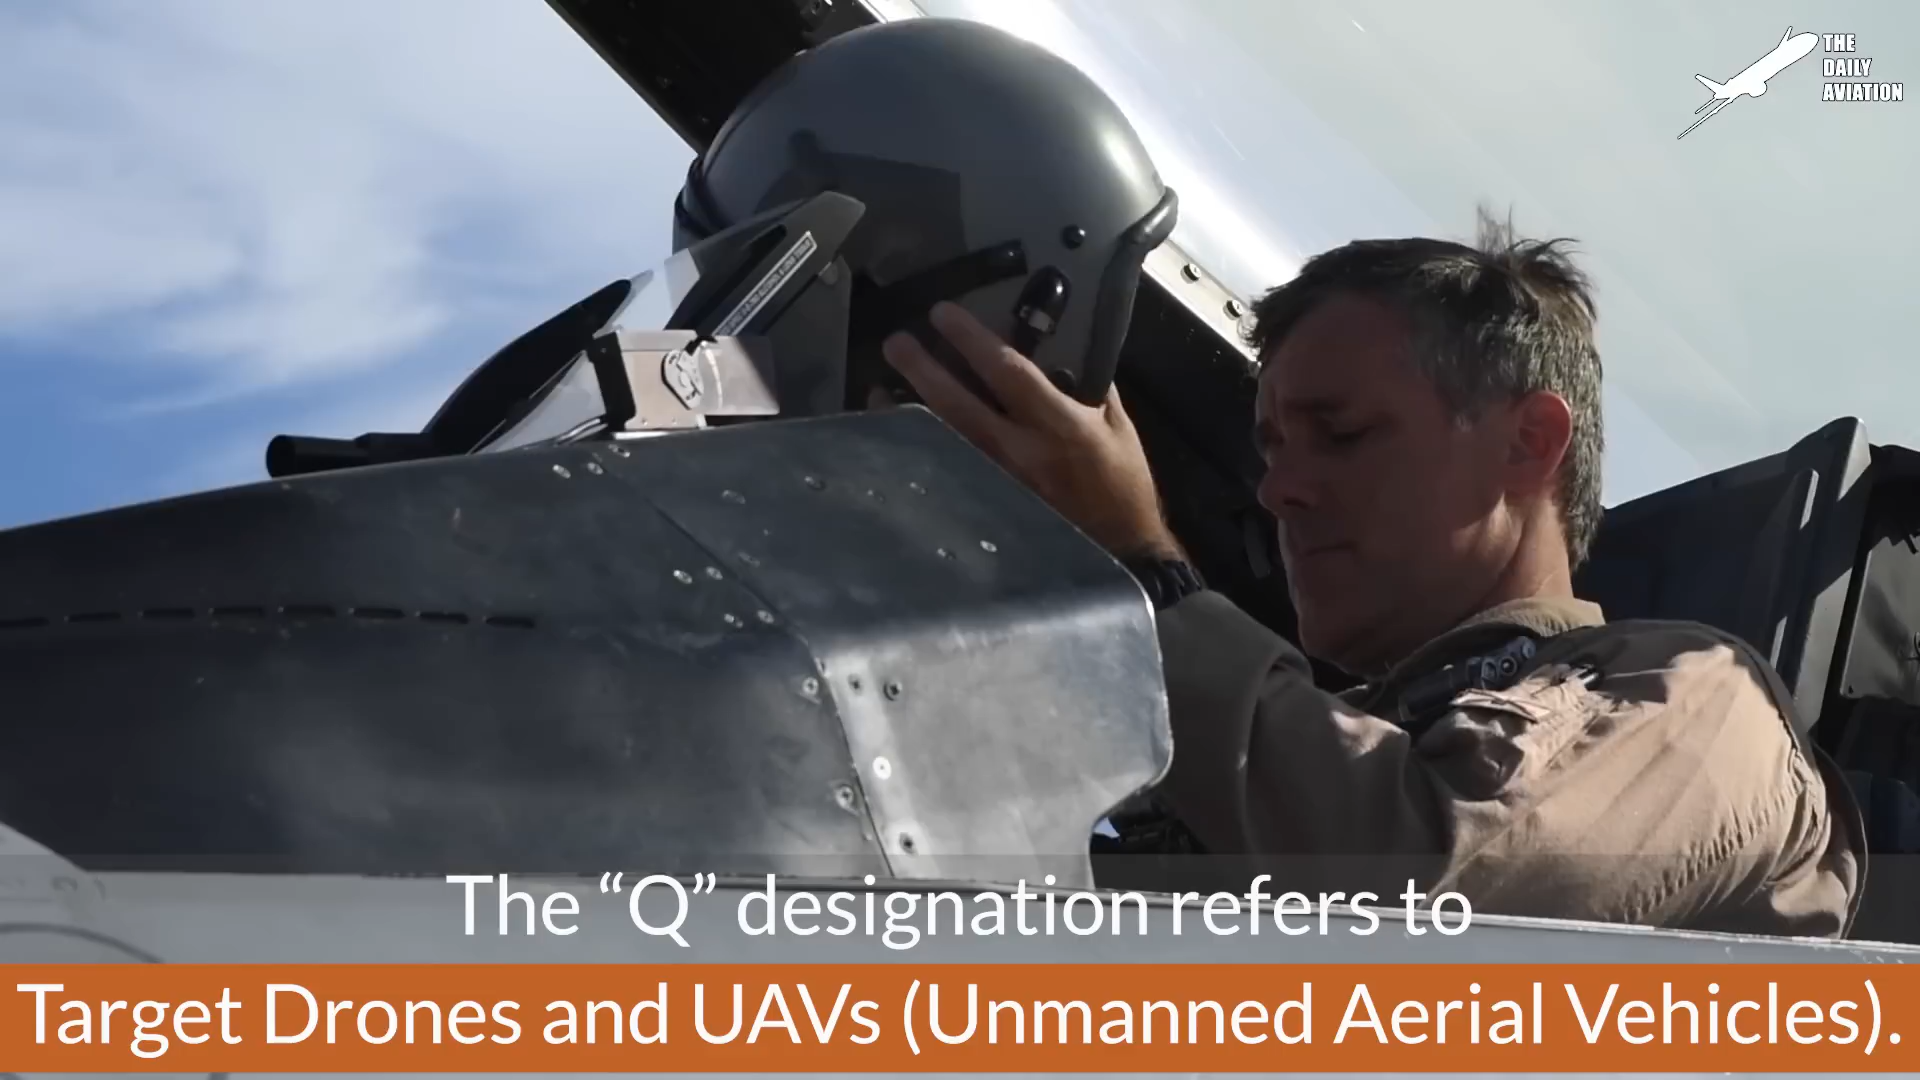 THE
DAILY
AVIATION
The “Q” designation refers to
Target Drones and UAVs (Unmanned Aerial Vehicles).